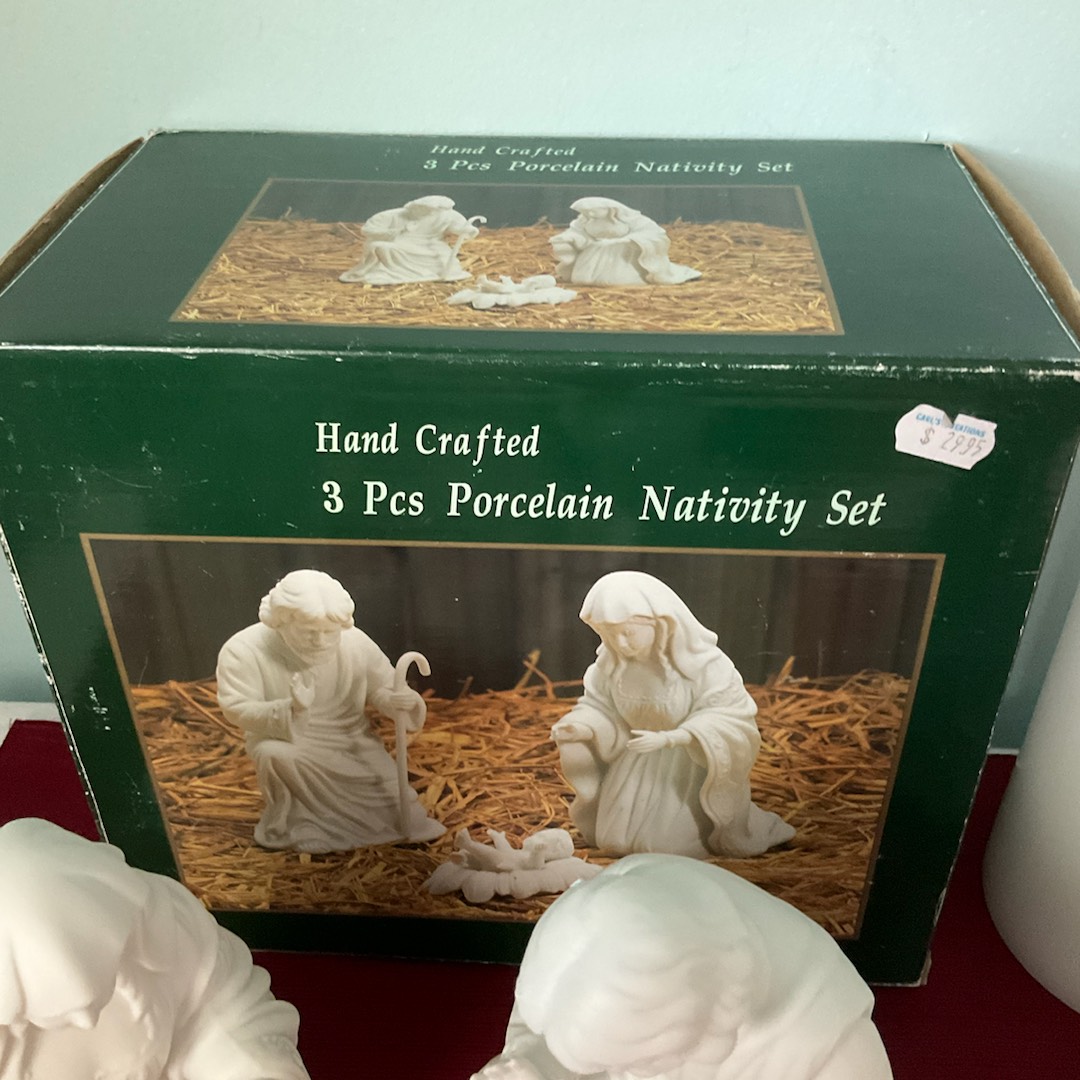 Hand Crafted
3 Pcs Porcelain Nativity Set
Hand Crafted
3 Pcs Porcelain Nativity Set
$ 29.95